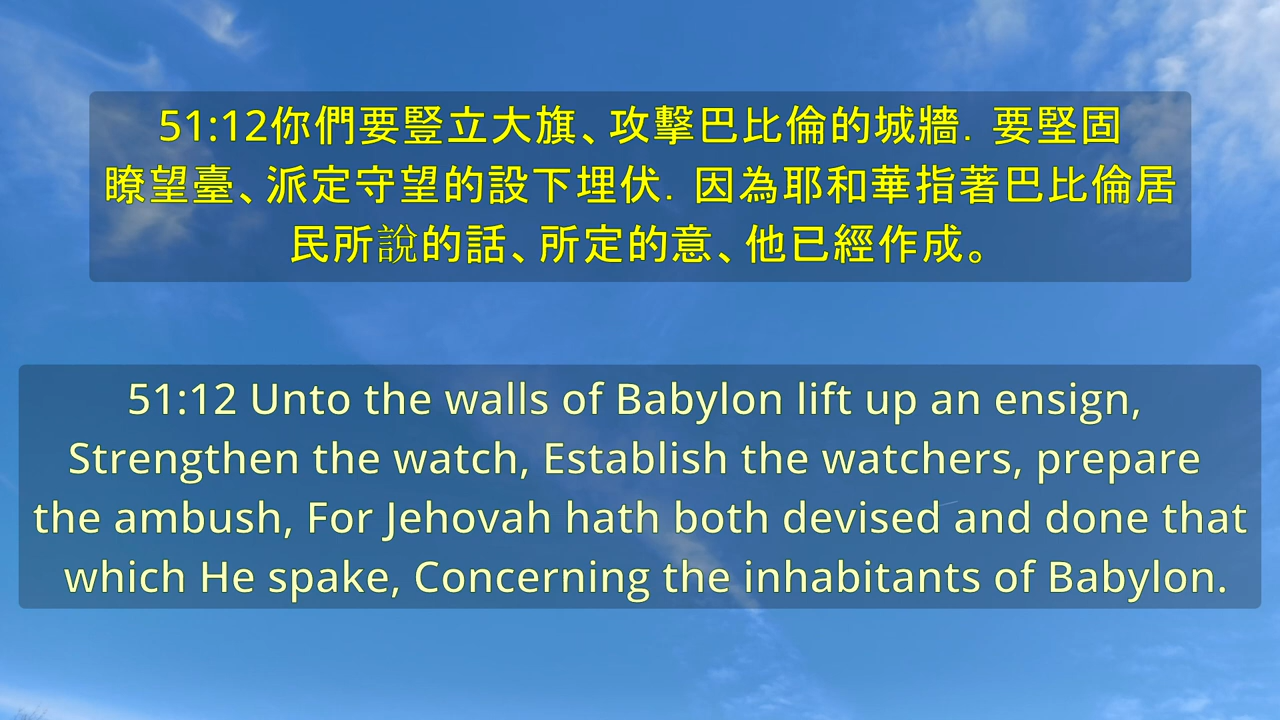 51:12你們要豎立大旗、攻擊巴比倫的城牆．要堅固
瞭望臺、派定守望的設下埋伏．因為耶和華指著巴比倫居
民所說的話、所定的意、他已經作成。
51:12 Unto the walls of Babylon lift up an ensign,
Strengthen the watch, Establish the watchers, prepare
the ambush, For Jehovah hath both devised and done that
which He spake, Concerning the inhabitants of Babylon.